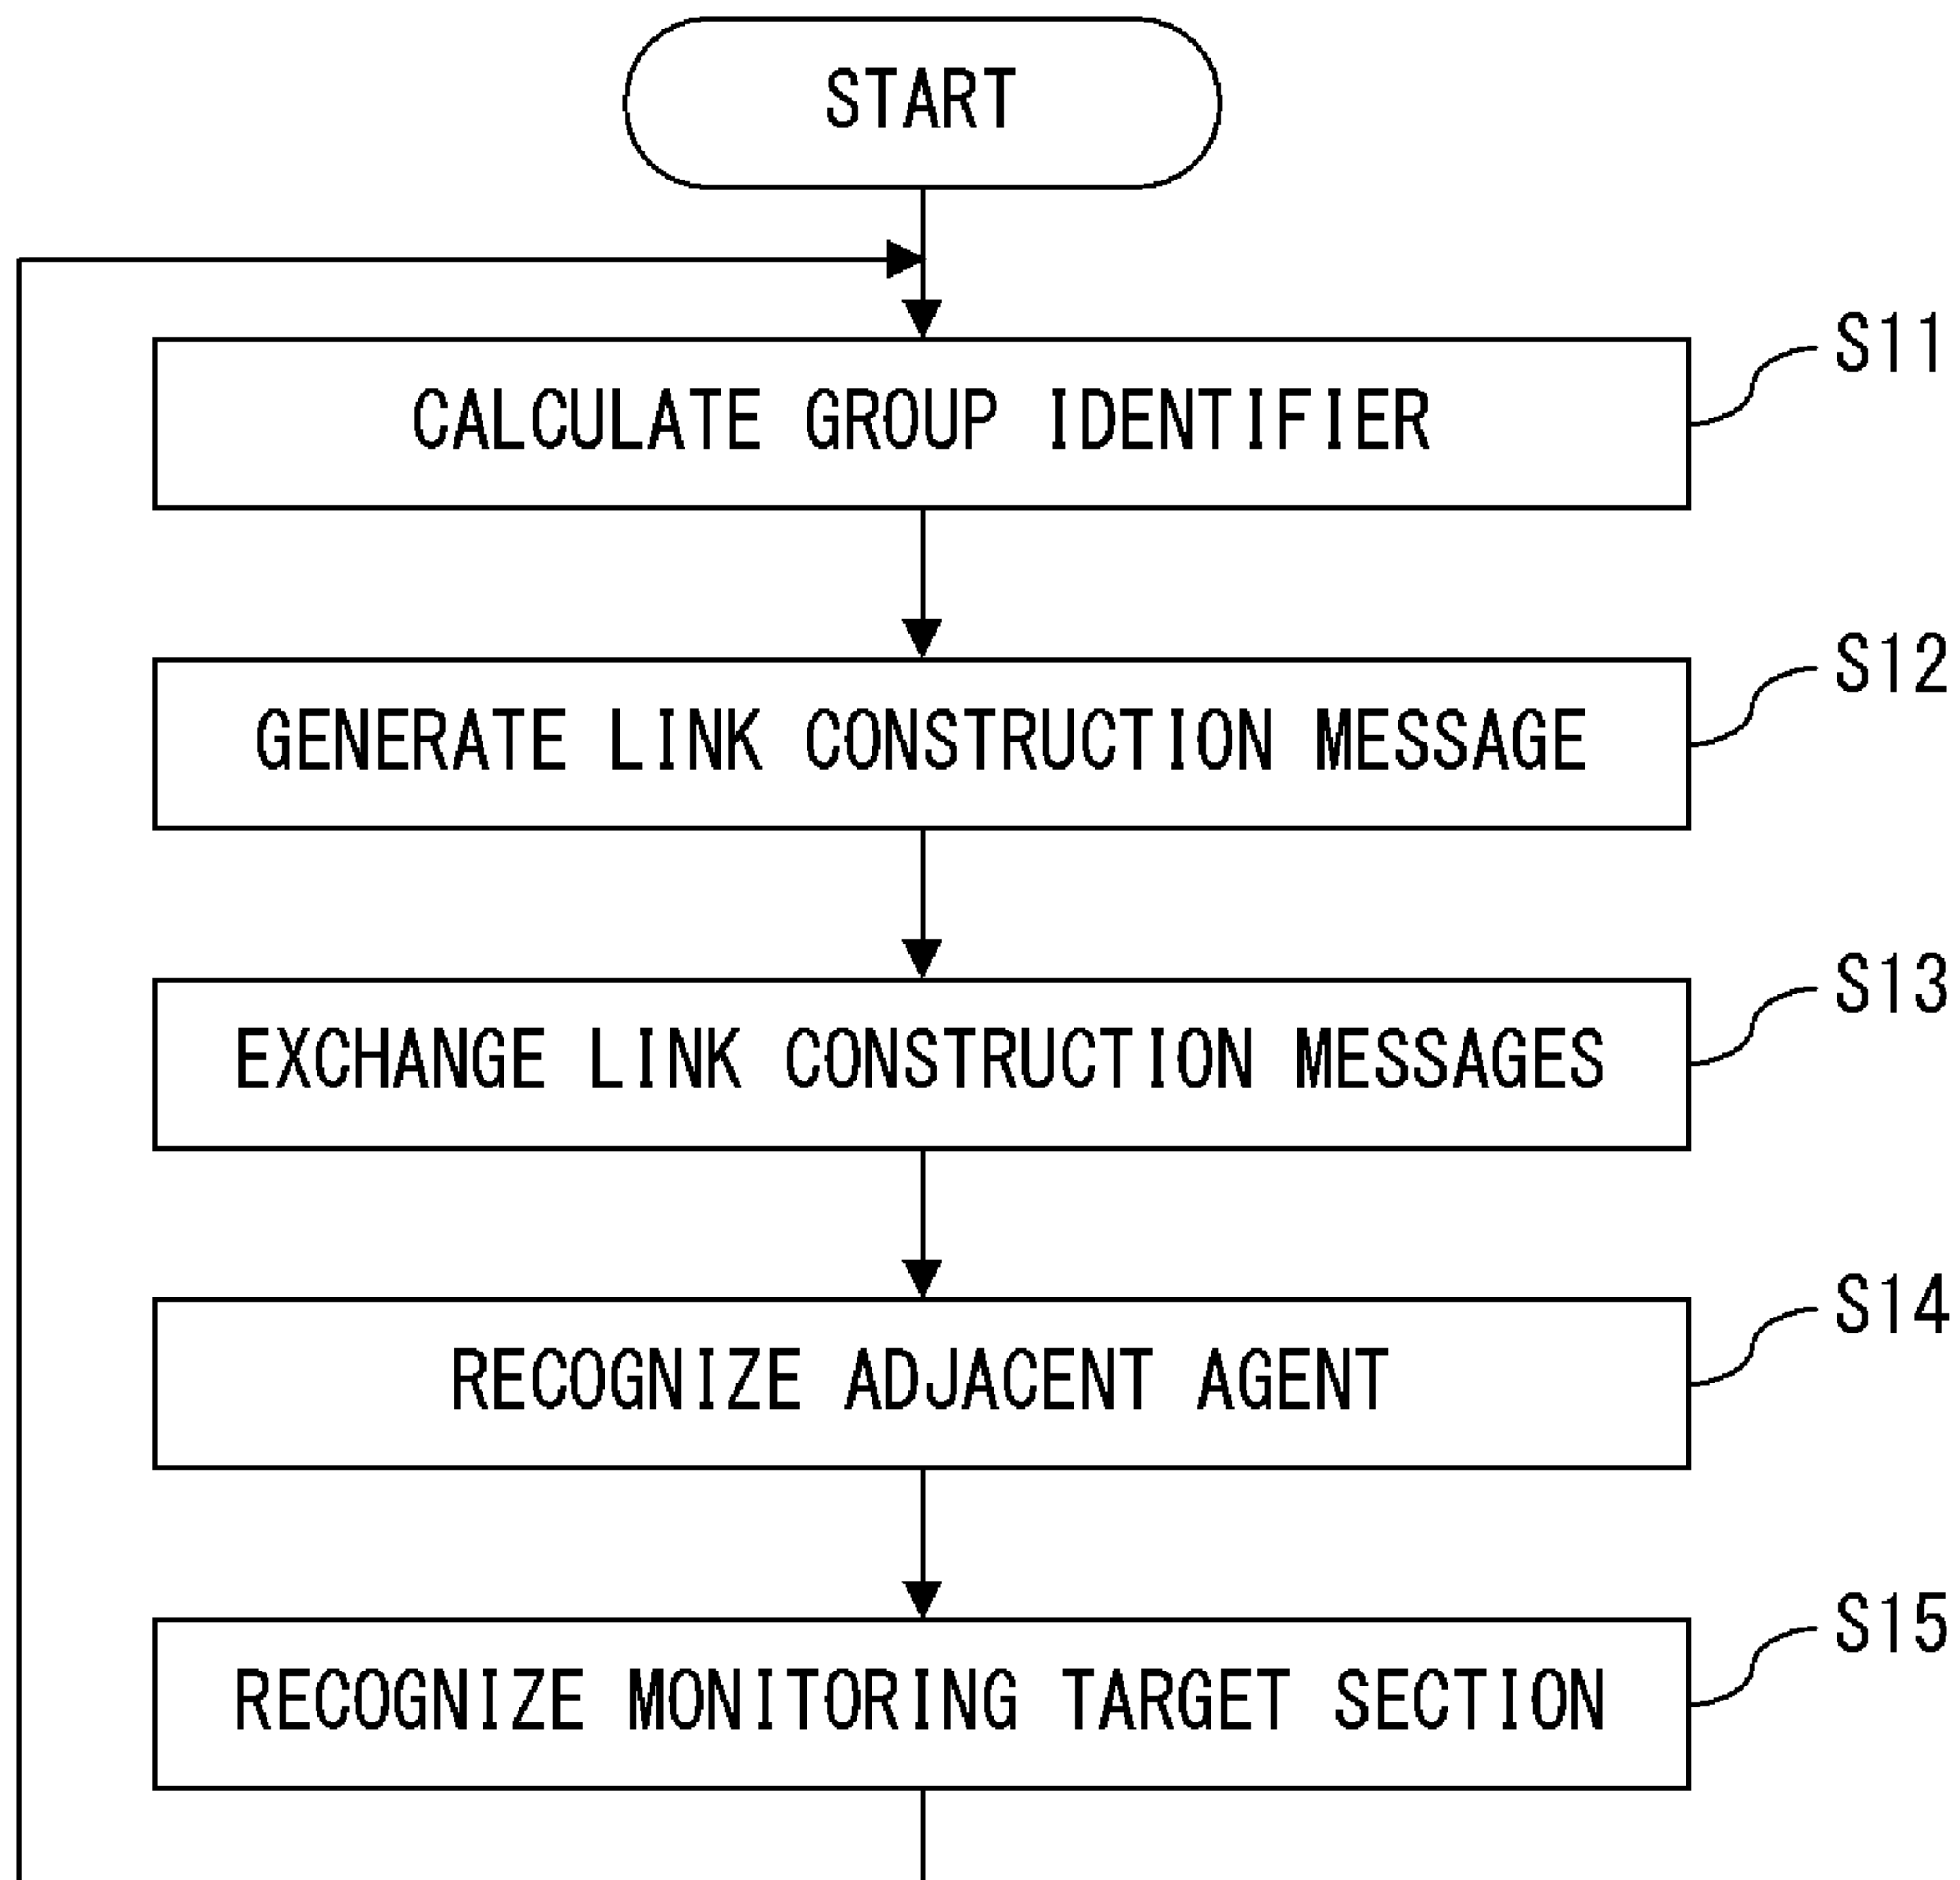 START
S11
CALCULATE GROUP IDENTIFIER
S12
GENERATE LINK CONSTRUCTION MESSAGE
S13
EXCHANGE LINK CONSTRUCTION MESSAGES
S14
RECOGNIZE ADJACENT AGENT
S15
RECOGNIZE MONITORING TARGET SECTION